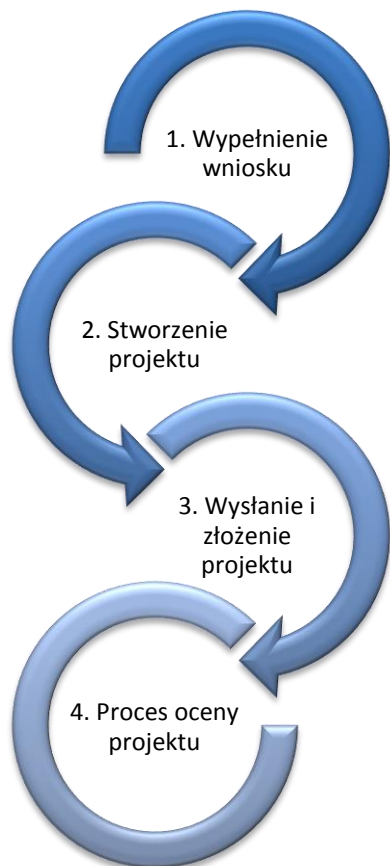 1. Wypełnienie
wniosku
2. Stworzenie
projektu
3. Wysłanie i
złożenie
projektu
4. Proces oceny
projektu